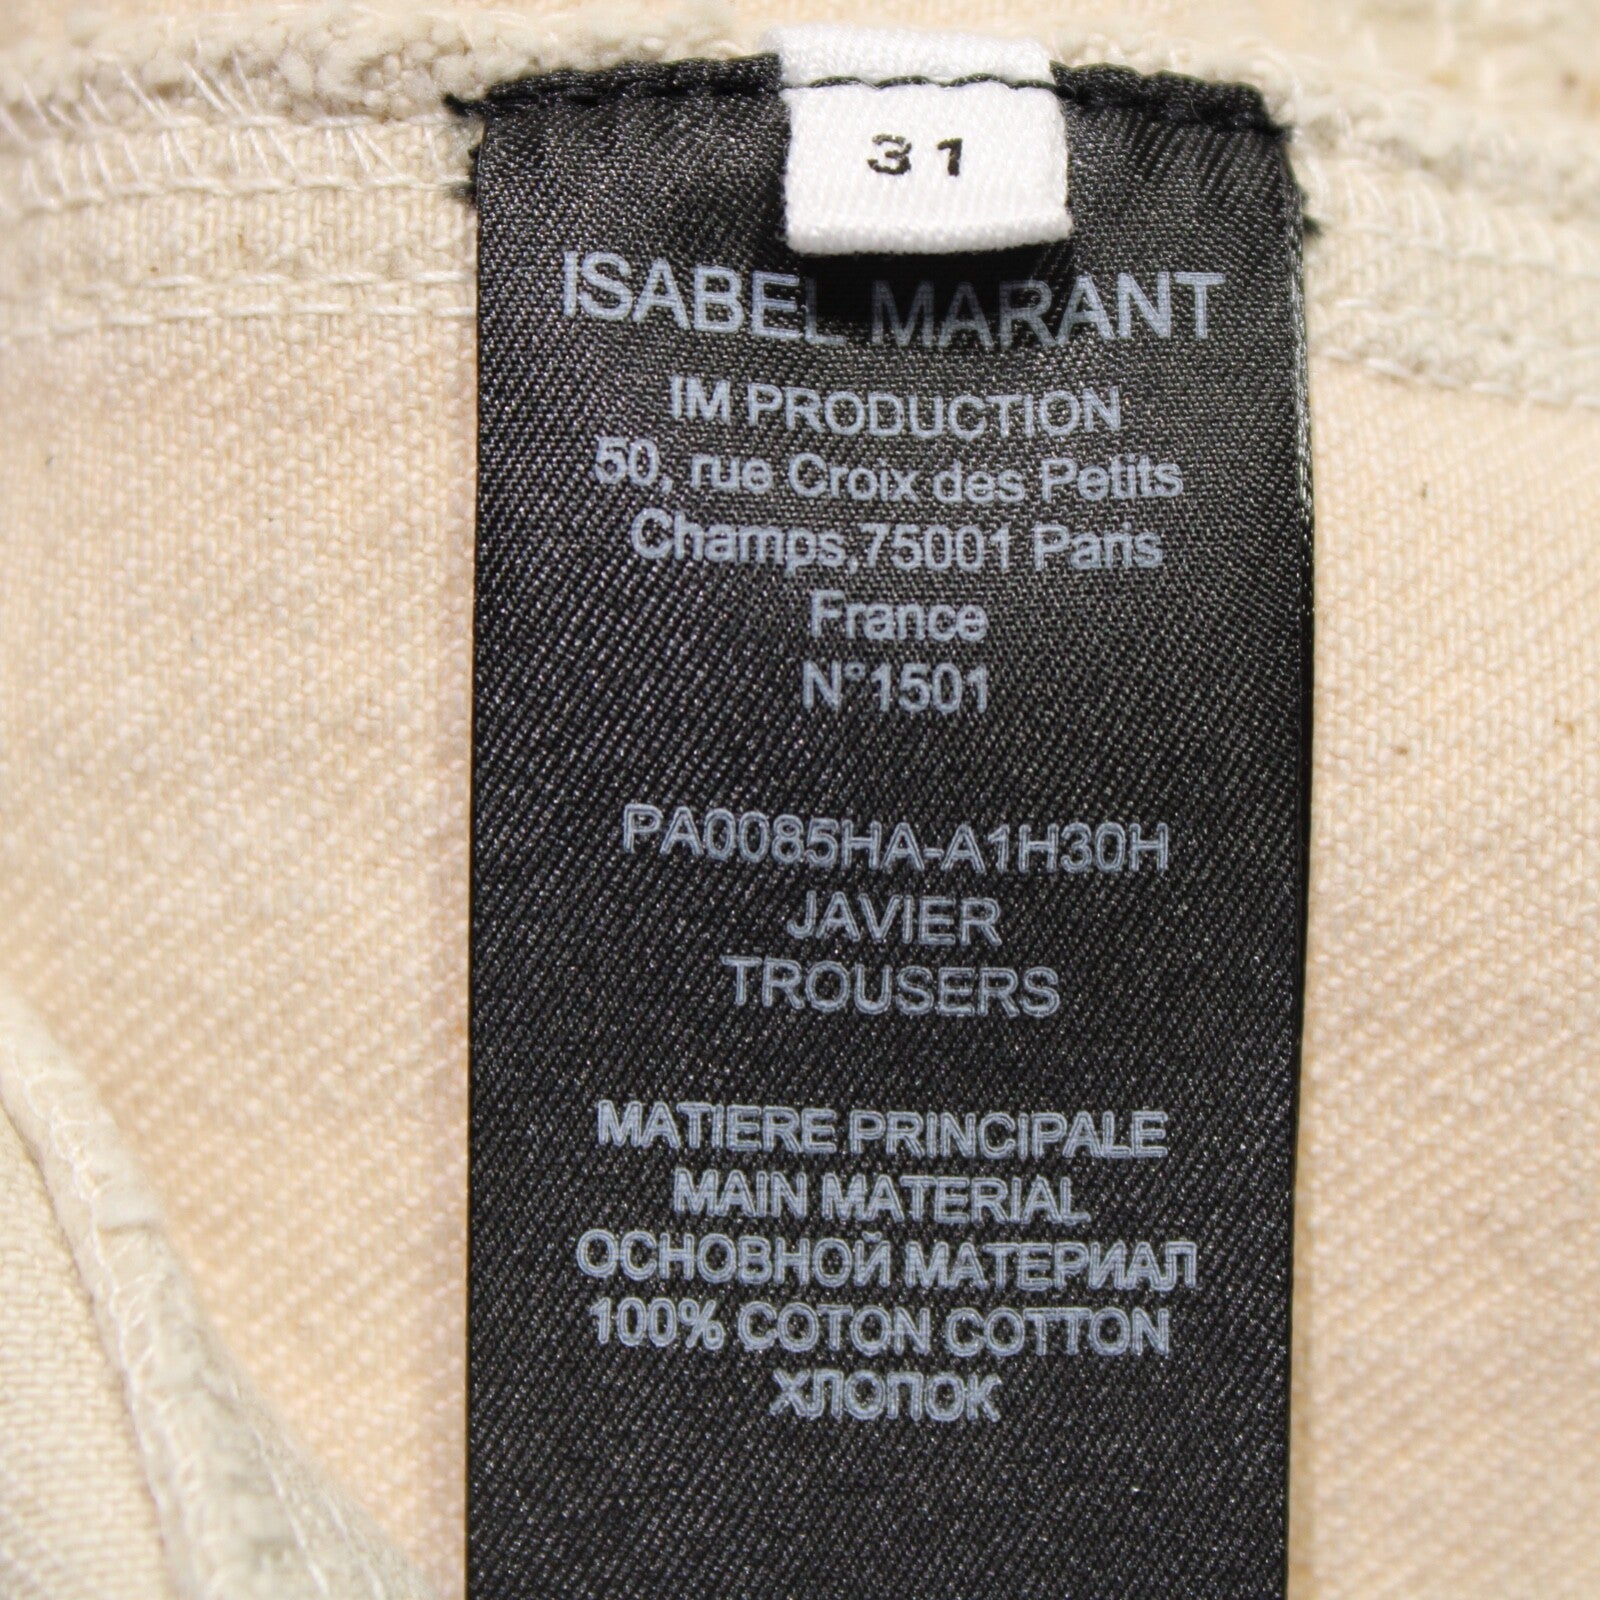 31
ISABEL MARANT
IM PRODUCTION
50, rue Croix des Petits
Champs,75001 Paris
France
N°1501
PA0085HA-A1H30H
JAVIER
TROUSERS
MATIERE PRINCIPALE
MAIN MATERIAL
ОСНОВНОЙ МАТЕРИАЛ
100% COTON COTTON
ХЛОПОК